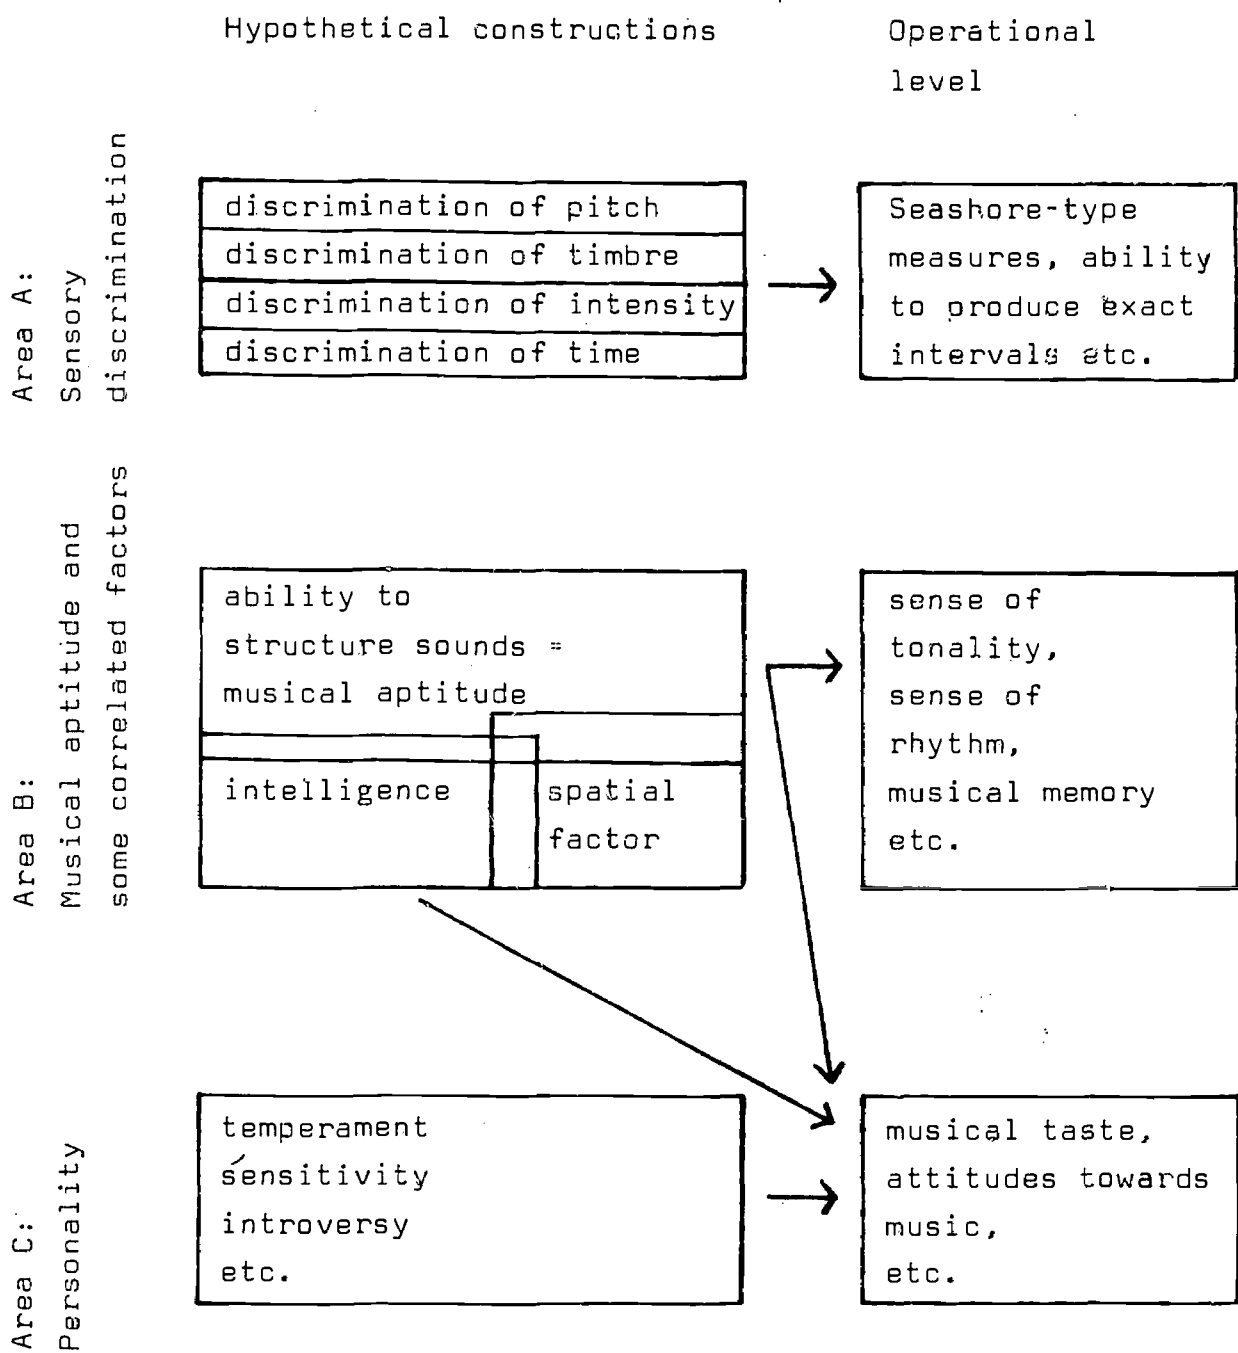 Hypothetical constructions
Operational
level
Area A:
Sensory
discrimination
discrimination of pitch
discrimination of timbre
discrimination of intensity
discrimination of time
Seashore-type
measures, ability
to produce exact
intervals etc.
Area B:
Musical aptitude and
some correlated factors
ability to
structure sounds =
musical aptitude
intelligence
spatial
factor
sense of
tonality,
sense of
rhythm,
musical memory
etc.
Area C:
Personality
temperament
sensitivity
introversy
etc.
musical taste,
attitudes towards
music,
etc.